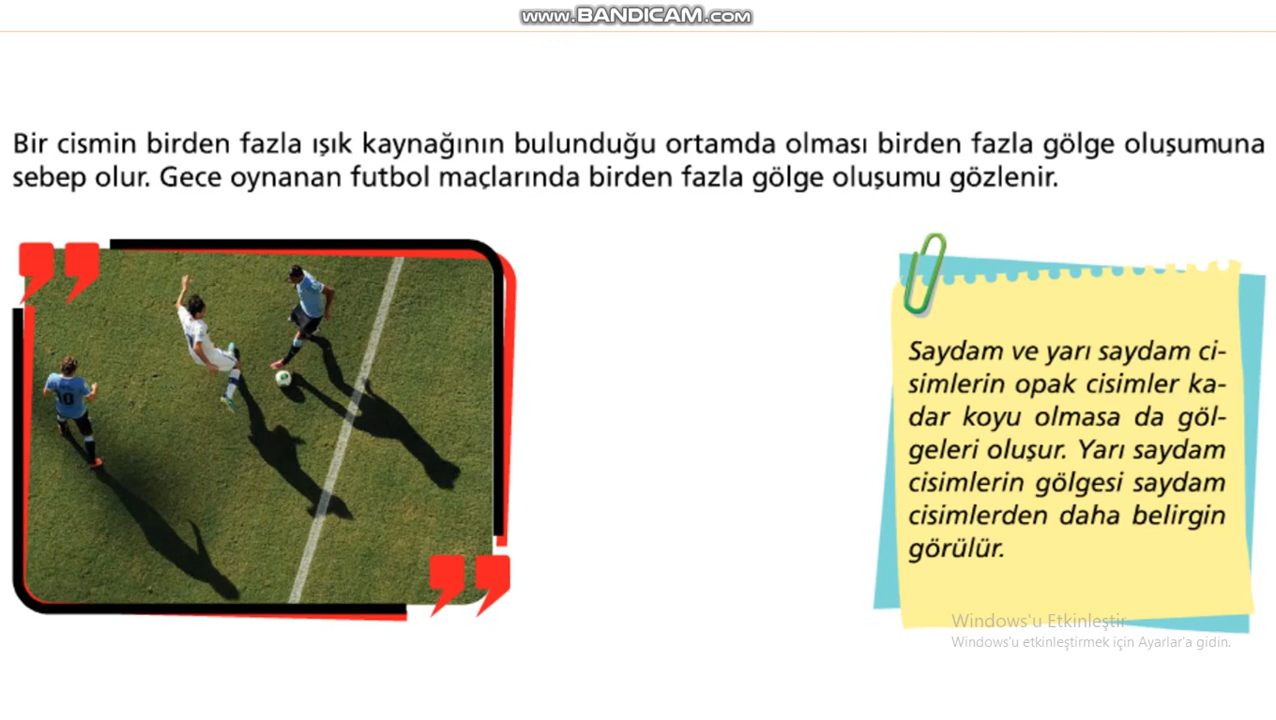 www.BANDICAM.com
Bir cismin birden fazla ışık kaynağının bulunduğu ortamda olması birden fazla gölge oluşumuna
sebep olur. Gece oynanan futbol maçlarında birden fazla gölge oluşumu gözlenir.
10
Saydam ve yarı saydam ci-
simlerin opak cisimler ka-
dar koyu olmasa da göl-
geleri oluşur. Yarı saydam
cisimlerin gölgesi saydam
cisimlerden daha belirgin
görülür.
Windows'u Etkinleştir
Windows'u etkinleştirmek için Ayarlar'a gidin.